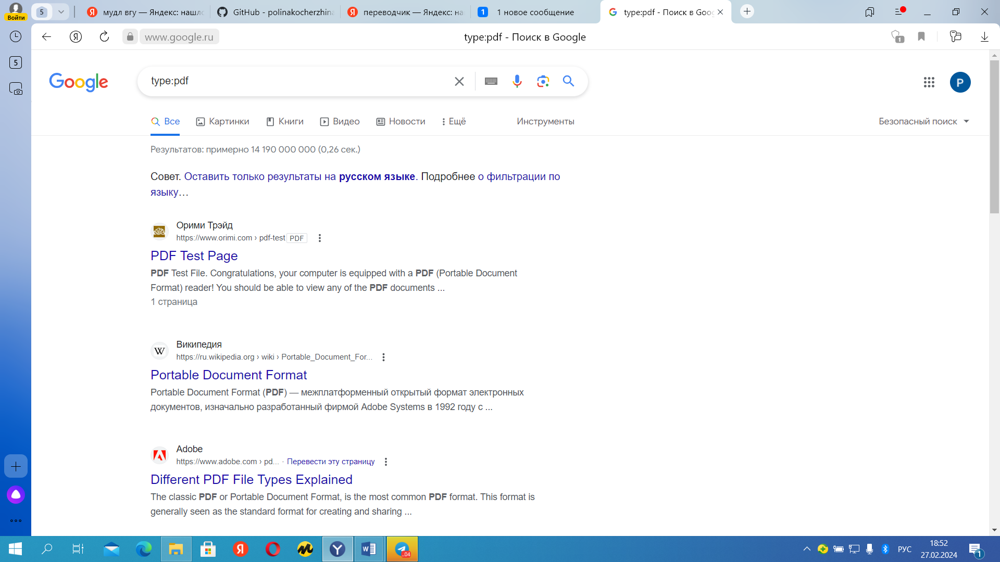 Войти
5
мудл вгу — Яндекс: нашло
GitHub - polinakocherzhina
переводчик — Яндекс: на
1
1 новое сообщение
type:pdf - Поиск в Goog
www.google.ru
type:pdf - Поиск в Google
1
5
Google
type:pdf
P
Все
Картинки
Книги
Видео
Новости
Ещё
Инструменты
Безопасный поиск
Результатов: примерно 14 190 000 000 (0,26 сек.)
Совет. Оставить только результаты на русском языке. Подробнее о фильтрации по
языку…
Орими Трэйд
https://www.orimi.com › pdf-test PDF
PDF Test Page
PDF Test File. Congratulations, your computer is equipped with a PDF (Portable Document
Format) reader! You should be able to view any of the PDF documents ...
1 страница
W
Википедия
https://ru.wikipedia.org › wiki › Portable_Document_For...
Portable Document Format
Portable Document Format (PDF) — межплатформенный открытый формат электронных
документов, изначально разработанный фирмой Adobe Systems в 1992 году с ...
Adobe
https://www.adobe.com › pd... · Перевести эту страницу
Different PDF File Types Explained
The classic PDF or Portable Document Format, is the most common PDF format. This format is
generally seen as the standard format for creating and sharing ...
..04
РУС
18:52
27.02.2024
1